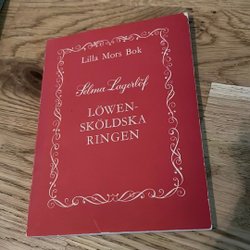 Lilla Mors Bok
Selma Lagerlöf
LÖWEN-
SKÖLDSKA
RINGEN